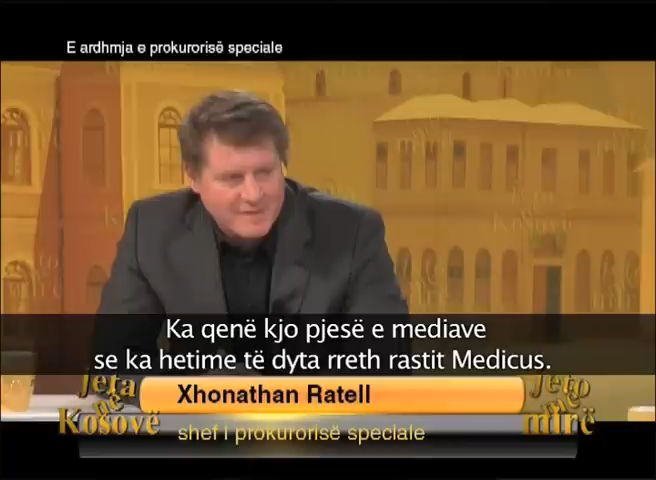 E ardhmja e prokurorisë speciale
Ka qenë kjo pjesë e mediave
se ka hetime të dyta rreth rastit Medicus.
Jeta
në
Kosovë
Xhonathan Ratell
shef i prokurorisë speciale
Jeto
më
mirë